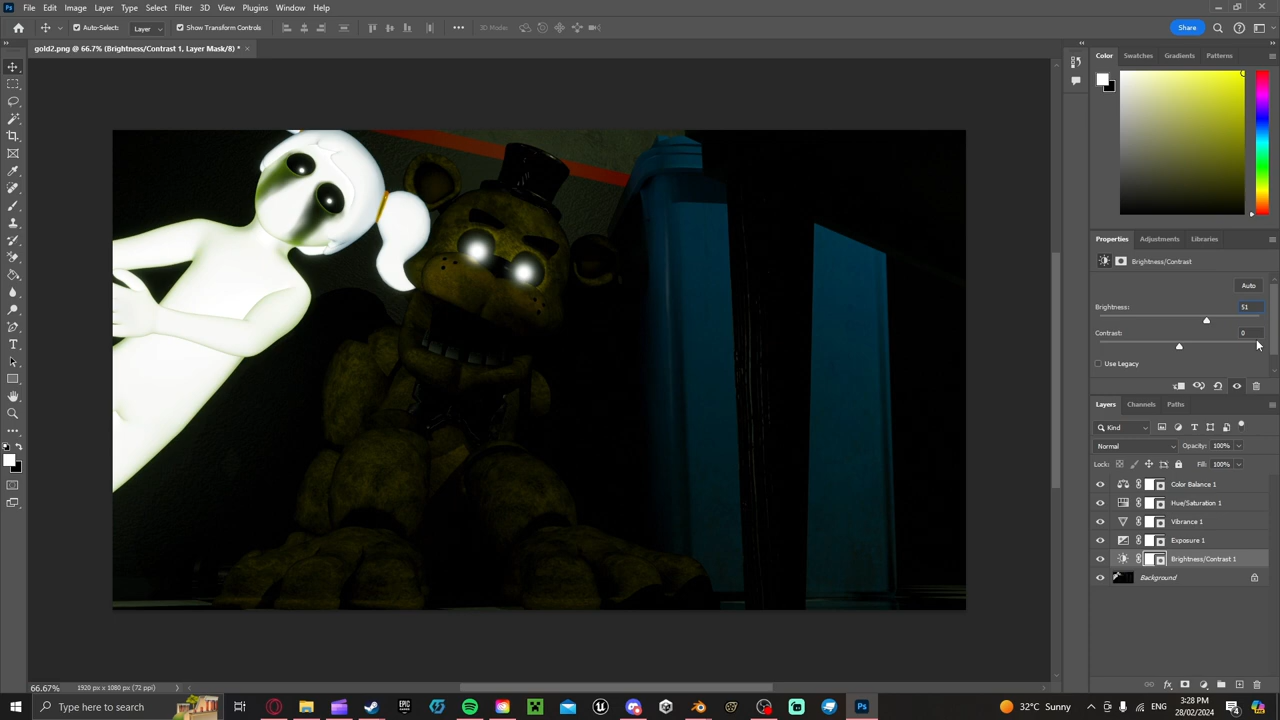 Ps File Edit Image Layer Type Select Filter 3D View Plugins Window Help
Auto-Select: Layer Show Transform Controls 3D Mode: Share
gold2.png @ 66.7% (Brightness/Contrast 1, Layer Mask/8) *
Color Swatches Gradients Patterns
Properties Adjustments Libraries
Brightness/Contrast
Auto
Brightness: 51
Contrast: 0
Use Legacy
Layers Channels Paths
Kind
Normal Opacity: 100%
Lock: Fill: 100%
Color Balance 1
Hue/Saturation 1
Vibrance 1
Exposure 1
Brightness/Contrast 1
Background
66.67% 1920 px x 1080 px (72 ppi)
Type here to search EPIC Ps 32°C Sunny ENG 3:28 PM
28/02/2024